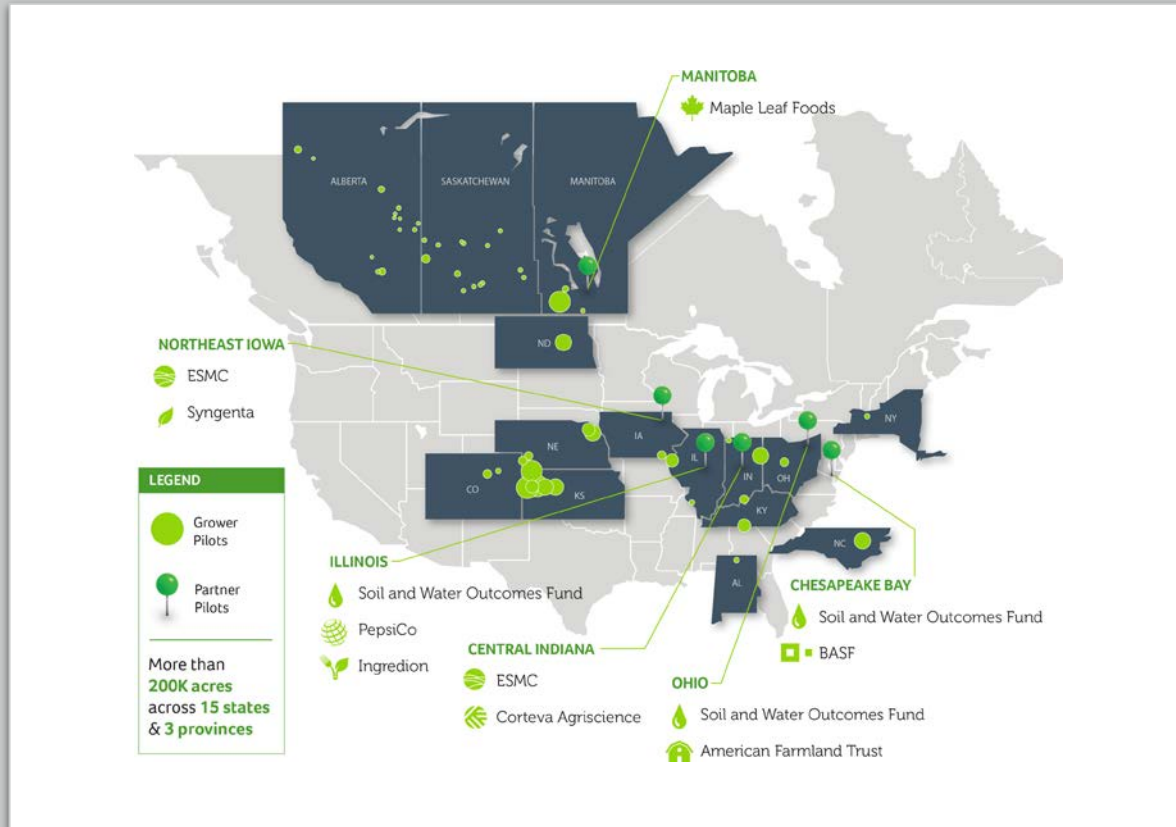 MANITOBA
Maple Leaf Foods
ALBERTA
SASKATCHEWAN
MANITOBA
ND
NORTHEAST IOWA
ESMC
Syngenta
NE
IA
IL
IN
OH
NY
CO
KS
KY
NC
AL
LEGEND
Grower
Pilots
Partner
Pilots
More than
200K acres
across 15 states
& 3 provinces
ILLINOIS
Soil and Water Outcomes Fund
PepsiCo
Ingredion
CENTRAL INDIANA
ESMC
Corteva Agriscience
CHESAPEAKE BAY
Soil and Water Outcomes Fund
BASF
OHIO
Soil and Water Outcomes Fund
American Farmland Trust